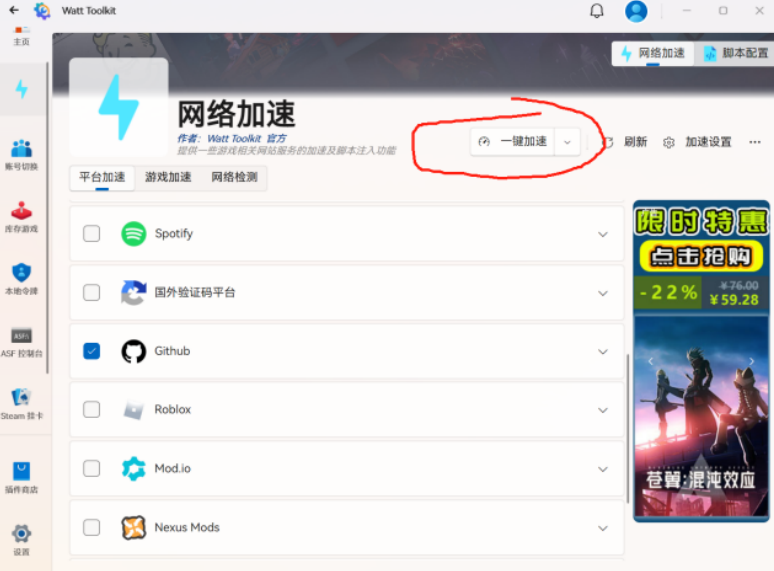 Watt Toolkit
主页
网络加速
脚本配置
网络加速
作者： Watt Toolkit 官方
提供一些游戏相关网站服务的加速及脚本注入功能
一键加速
刷新
加速设置
平台加速
游戏加速
网络检测
账号切换
库存游戏
本地令牌
ASF
ASF 控制台
Steam 挂卡
插件商店
设置
Spotify
国外验证码平台
Github
Roblox
Mod.io
Nexus Mods
限时特惠
点击抢购
-22%
¥76.00
¥59.28
苍翼:混沌效应